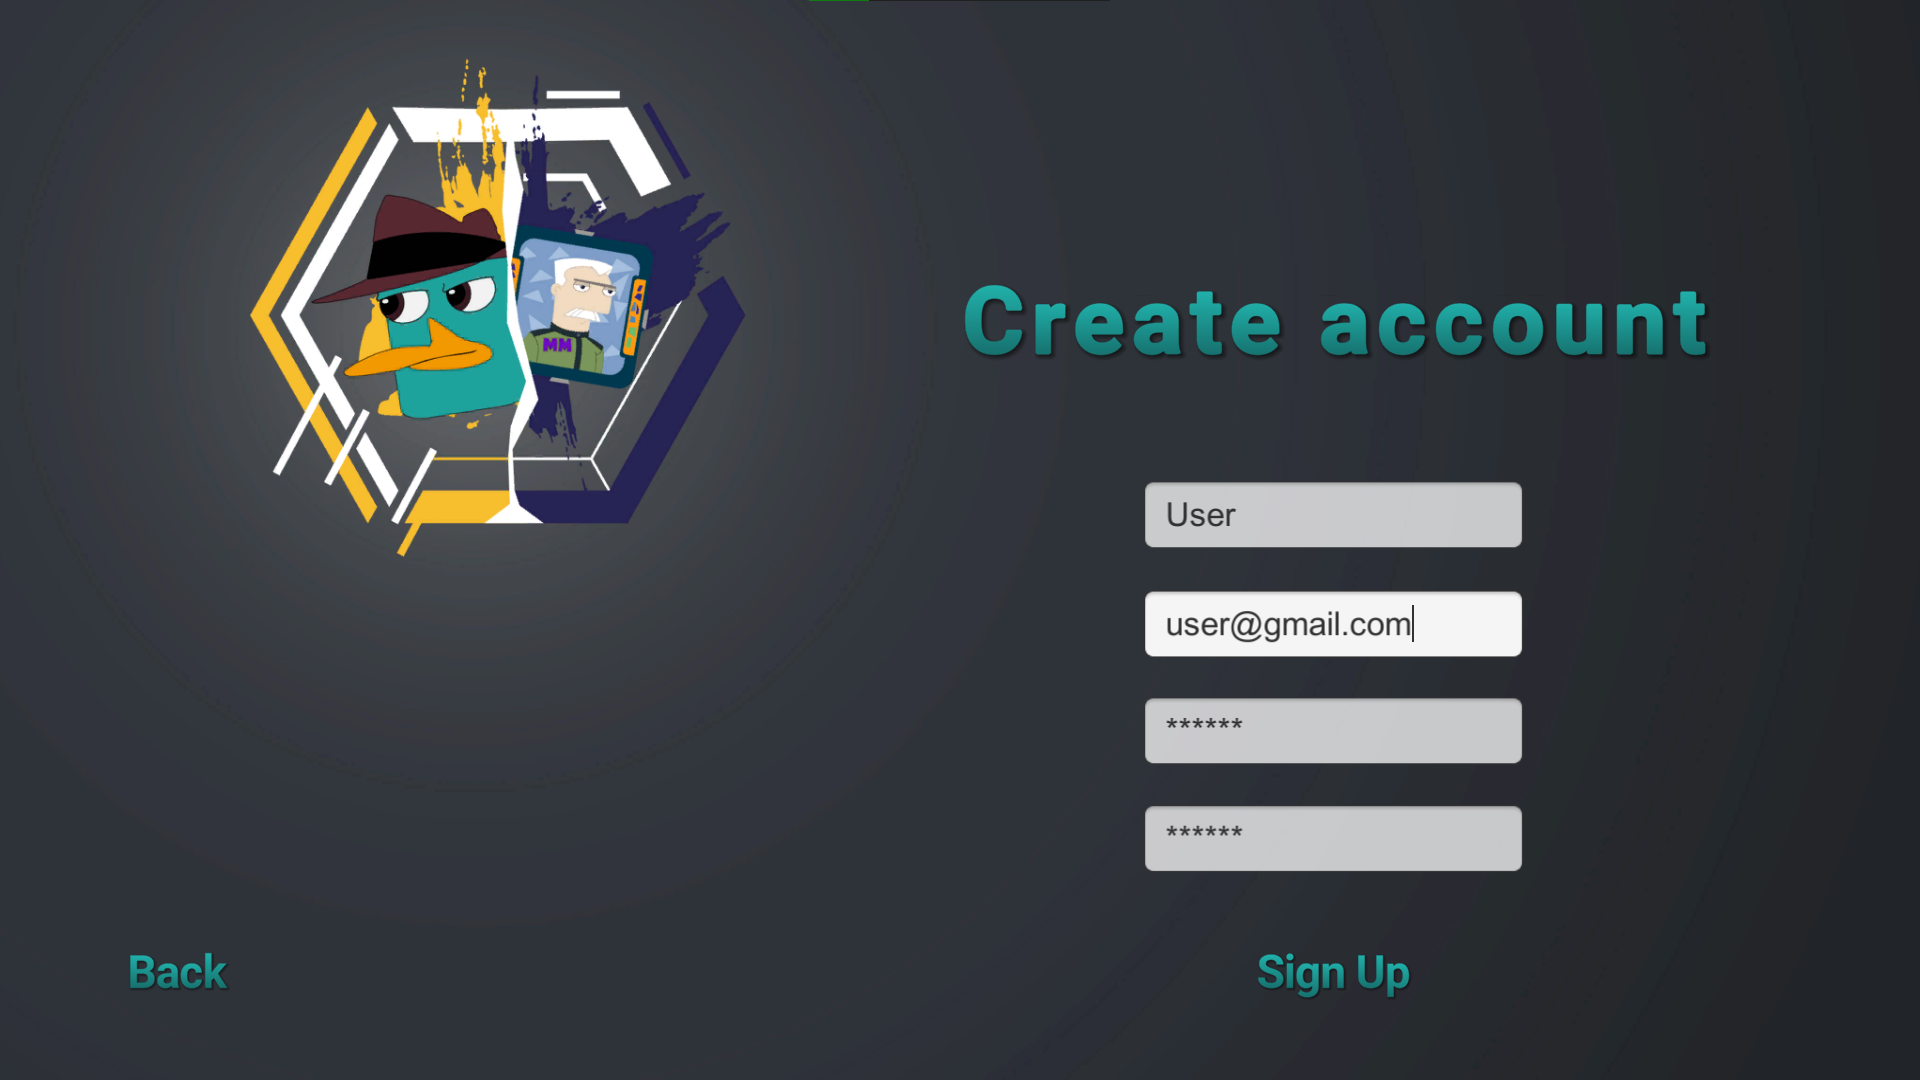 MM
Create account
User
user@gmail.com
******
******
Back
Sign Up